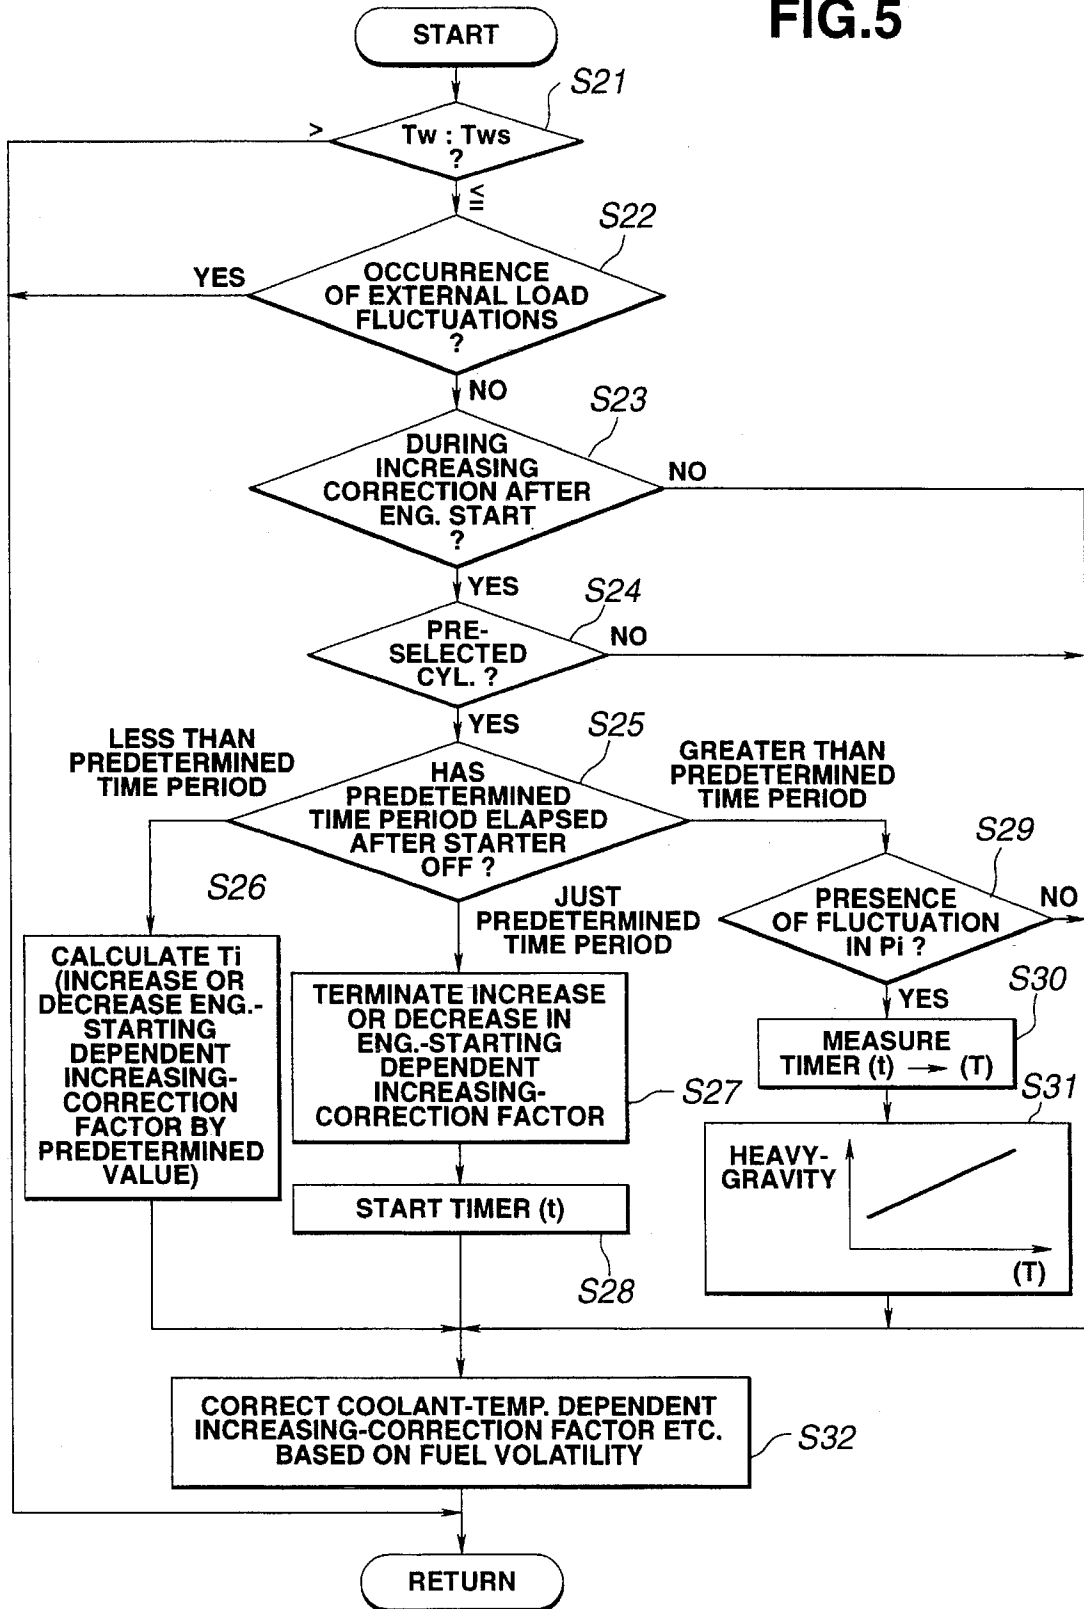 FIG.5
START
S21
>
Tw : Tws
?
≦
S22
YES
OCCURRENCE
OF EXTERNAL LOAD
FLUCTUATIONS
?
NO
S23
DURING
INCREASING
CORRECTION AFTER
ENG. START
?
NO
YES
S24
PRE-
SELECTED
CYL. ?
NO
YES
S25
LESS THAN
PREDETERMINED
TIME PERIOD
HAS
PREDETERMINED
TIME PERIOD ELAPSED
AFTER STARTER
OFF ?
GREATER THAN
PREDETERMINED
TIME PERIOD
S26
JUST
PREDETERMINED
TIME PERIOD
S29
PRESENCE
OF FLUCTUATION
IN Pi ?
NO
YES
CALCULATE Ti
(INCREASE OR
DECREASE ENG.-
STARTING
DEPENDENT
INCREASING-
CORRECTION
FACTOR BY
PREDETERMINED
VALUE)
TERMINATE INCREASE
OR DECREASE IN
ENG.-STARTING
DEPENDENT
INCREASING-
CORRECTION FACTOR
S27
S30
MEASURE
TIMER (t) → (T)
S31
HEAVY-
GRAVITY
(T)
START TIMER (t)
S28
CORRECT COOLANT-TEMP. DEPENDENT
INCREASING-CORRECTION FACTOR ETC.
BASED ON FUEL VOLATILITY
S32
RETURN